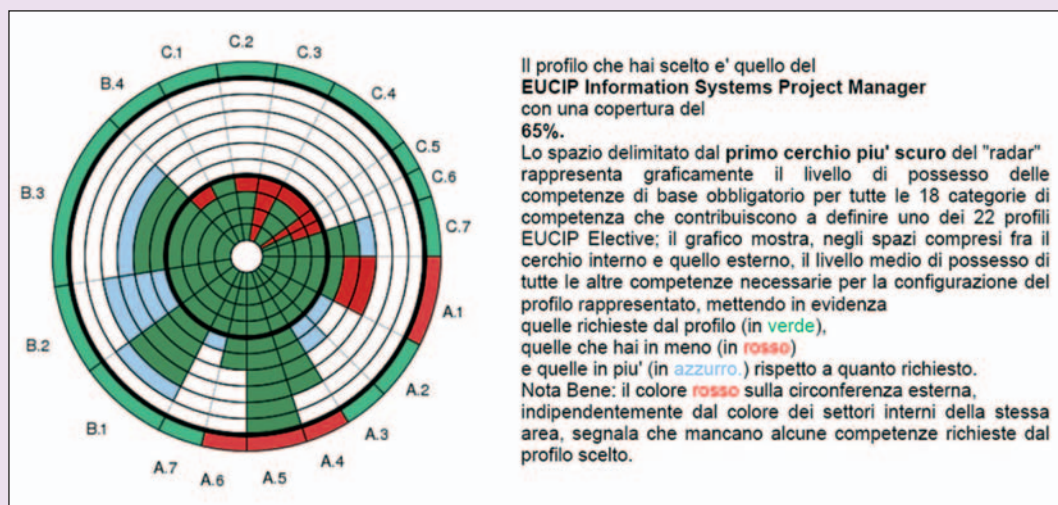 C.2
C.1
C.3
B.4
C.4
C.5
C.6
B.3
C.7
A.1
B.2
A.2
B.1
A.3
A.7
A.4
A.6
A.5
Il profilo che hai scelto e' quello del
EUCIP Information Systems Project Manager
con una copertura del
65%.
Lo spazio delimitato dal primo cerchio piu' scuro del "radar"
rappresenta graficamente il livello di possesso delle
competenze di base obbligatorio per tutte le 18 categorie di
competenza che contribuiscono a definire uno dei 22 profili
EUCIP Elective; il grafico mostra, negli spazi compresi fra il
cerchio interno e quello esterno, il livello medio di possesso di
tutte le altre competenze necessarie per la configurazione del
profilo rappresentato, mettendo in evidenza
quelle richieste dal profilo (in verde),
quelle che hai in meno (in rosso)
e quelle in piu' (in azzurro.) rispetto a quanto richiesto.
Nota Bene: il colore rosso sulla circonferenza esterna,
indipendentemente dal colore dei settori interni della stessa
area, segnala che mancano alcune competenze richieste dal
profilo scelto.